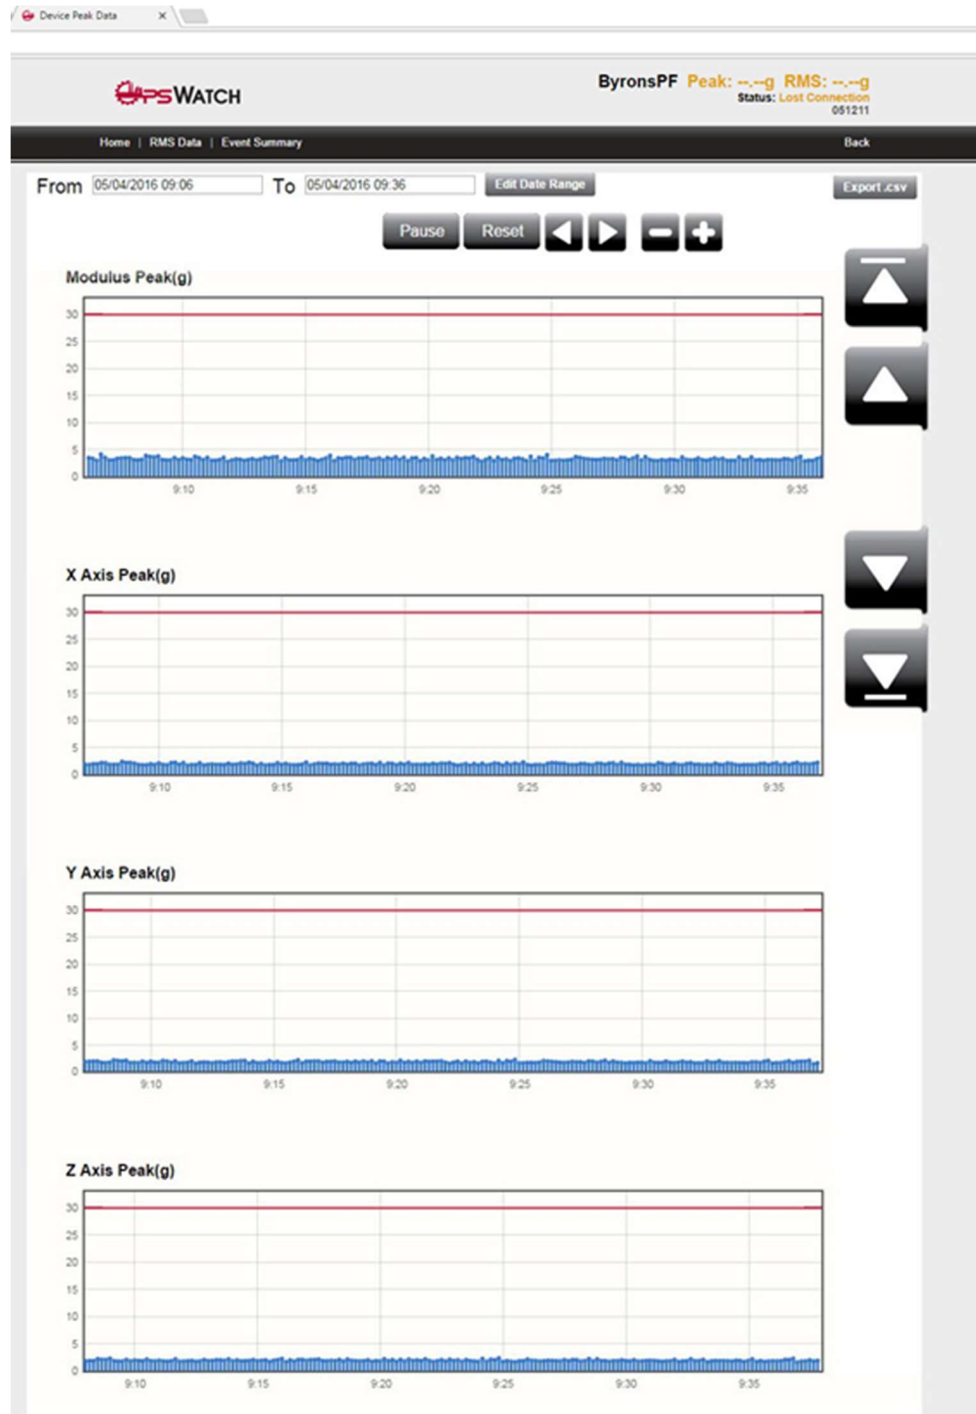 Device Peak Data x
APSWATCH
ByronsPF Peak: --.--g RMS: --.--g
Status: Lost Connection
051211
Home | RMS Data | Event Summary Back
From 05/04/2016 09:06 To 05/04/2016 09:36 Edit Date Range Export .csv
Pause Reset
Modulus Peak(g)
30
25
20
15
10
5
0
9:10 9:15 9:20 9:25 9:30 9:35
X Axis Peak(g)
30
25
20
15
10
5
0
9:10 9:15 9:20 9:25 9:30 9:35
Y Axis Peak(g)
30
25
20
15
10
5
0
9:10 9:15 9:20 9:25 9:30 9:35
Z Axis Peak(g)
30
25
20
15
10
5
0
9:10 9:15 9:20 9:25 9:30 9:35